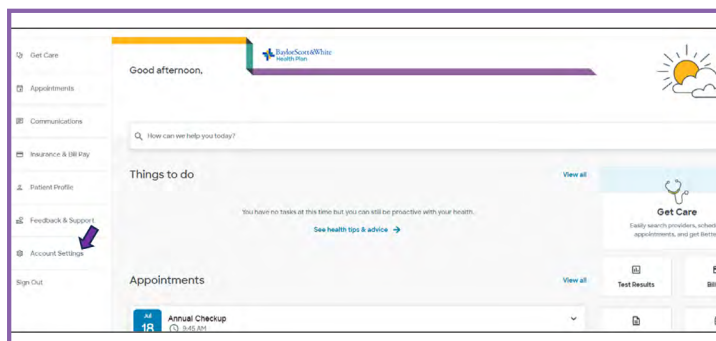 Get Care
Appointments
Communications
Insurance & Bill Pay
Patient Profile
Feedback & Support
Account Settings
Sign Out
BaylorScott&White
Health Plan
Good afternoon,
How can we help you today?
Things to do
View all
You have no tasks at this time but you can still be proactive with your health.
See health tips & advice
Get Care
Easily search providers, sched
appointments, and get Bette
Appointments
View all
Test Results
Bil
Jul
18
Annual Checkup
9:45 AM